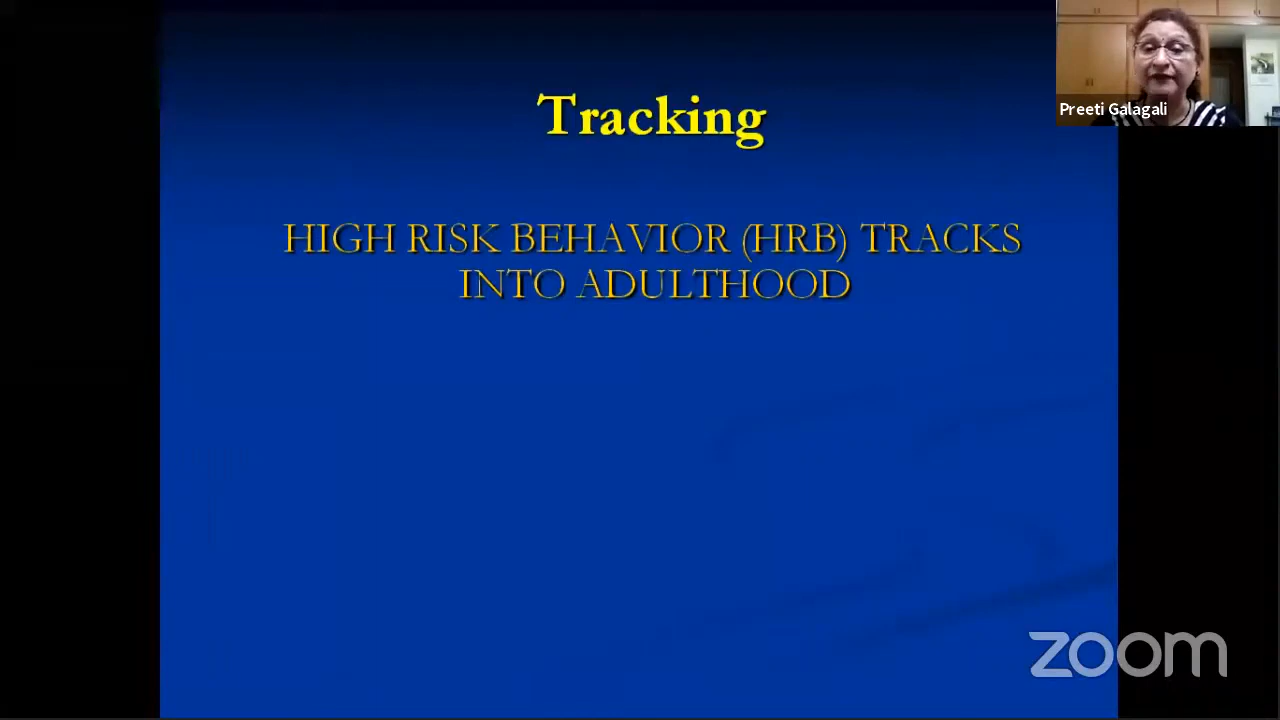 Tracking
Preeti Galagali
HIGH RISK BEHAVIOR (HRB) TRACKS
INTO ADULTHOOD
zoom